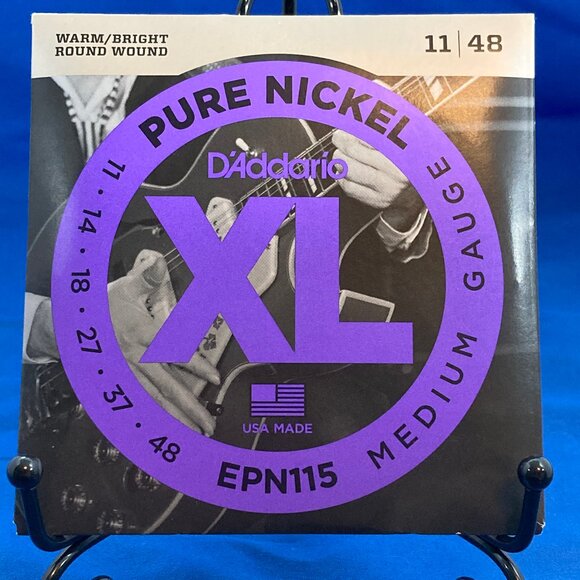 WARM/BRIGHT
ROUND WOUND
11 | 48
PURE NICKEL
D'Addario
XL
11 • 14 • 18 • 27 • 37 • 48
MEDIUM GAUGE
USA MADE
EPN115